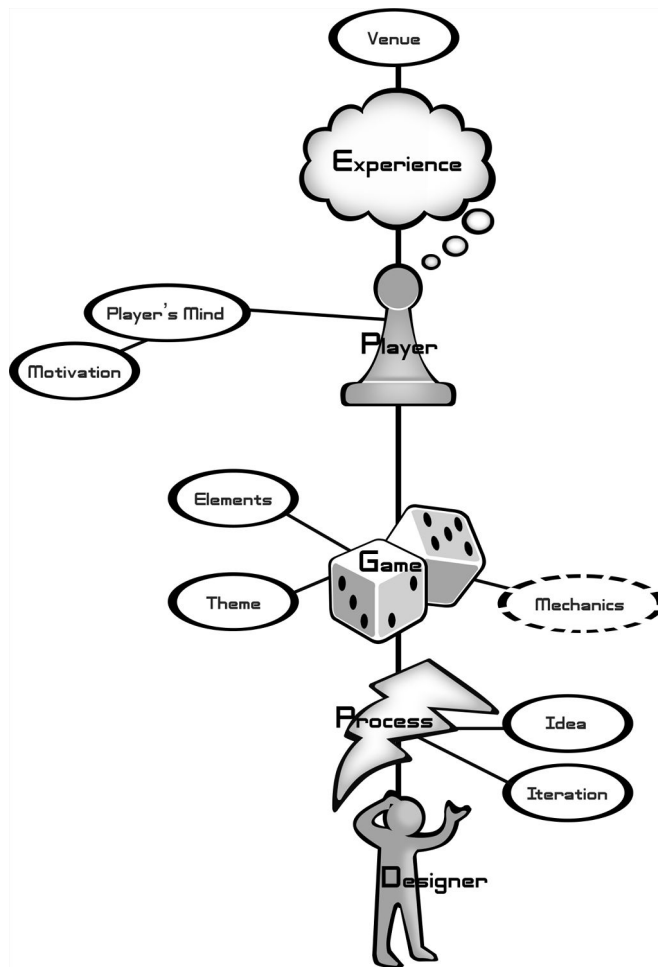 Venue
Experience
Player's Mind
Player
Motivation
Elements
Game
Theme
Mechanics
Process
Idea
Iteration
Designer